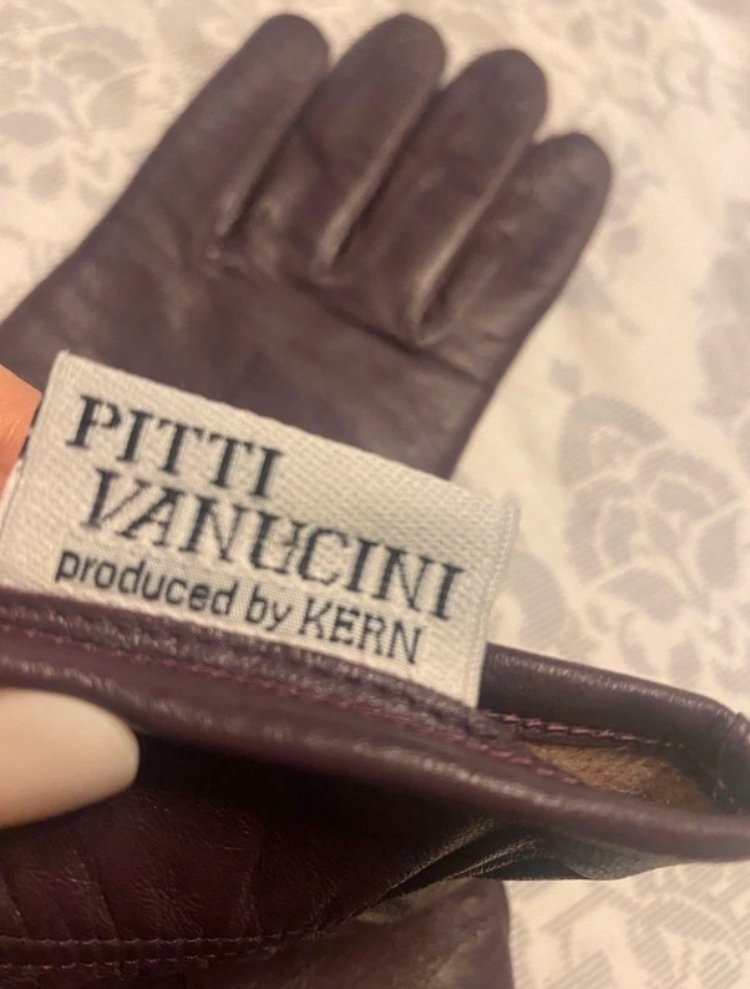 PITTI
VANUCINI
produced by KERN